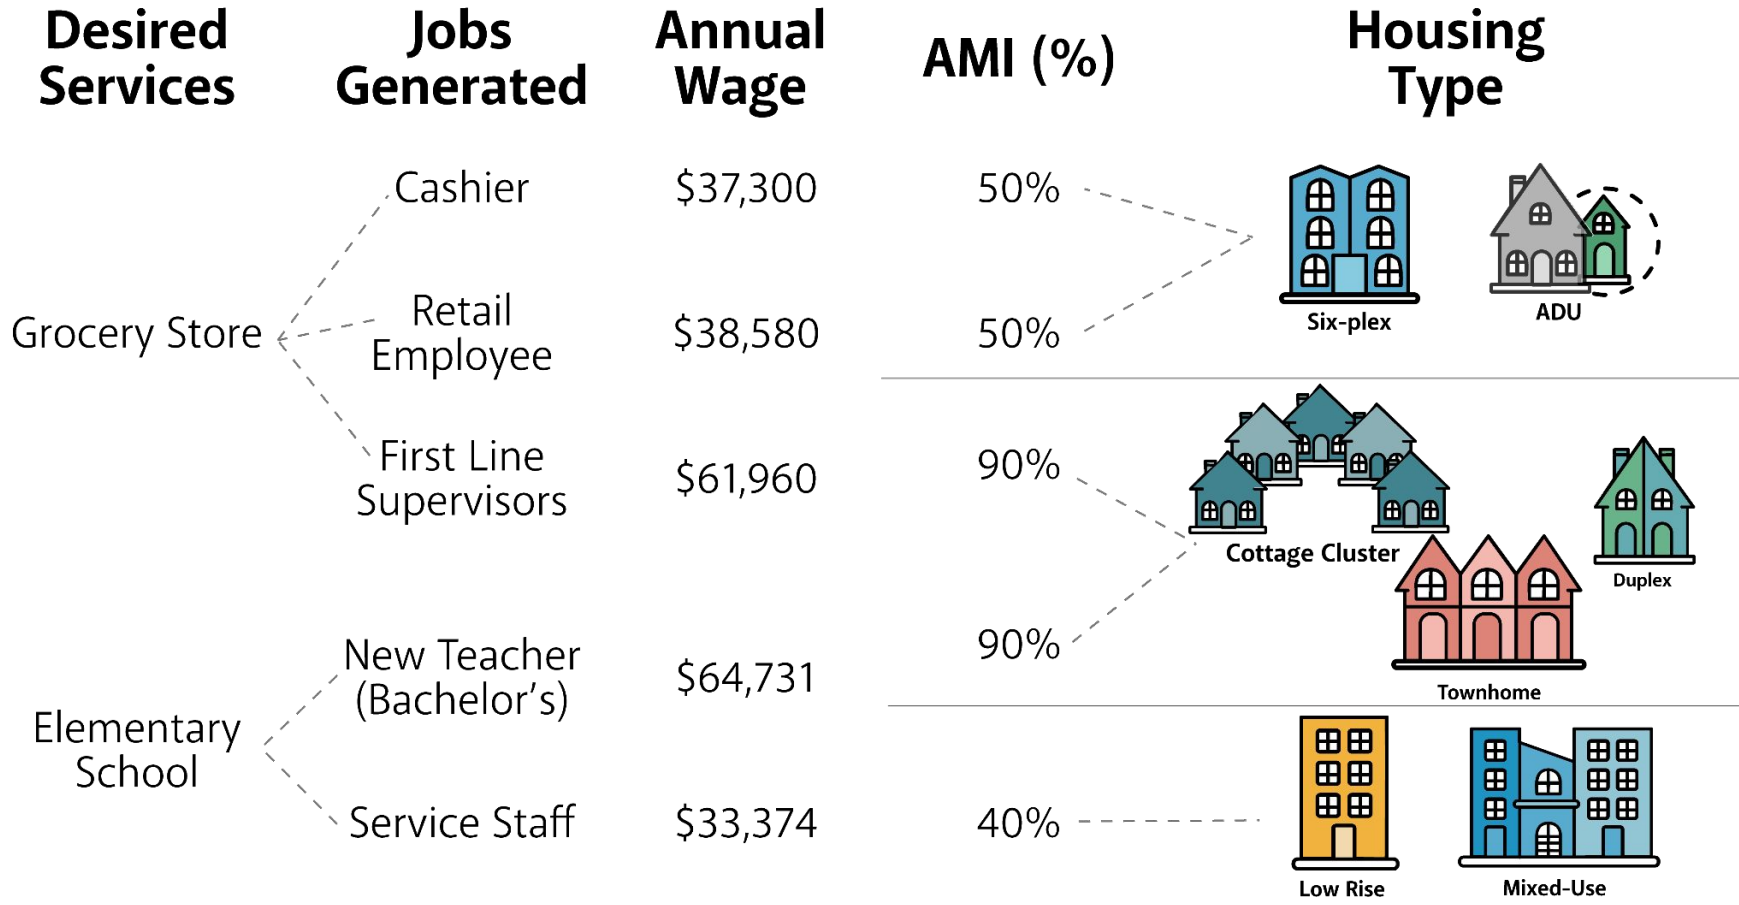 Desired
Services
Jobs
Generated
Annual
Wage
AMI (%)
Housing
Type
Grocery Store
Cashier
$37,300
50%
Retail
Employee
$38,580
50%
First Line
Supervisors
$61,960
90%
Six-plex
ADU
Cottage Cluster
Duplex
Townhome
Elementary
School
New Teacher
(Bachelor’s)
$64,731
90%
Service Staff
$33,374
40%
Low Rise
Mixed-Use